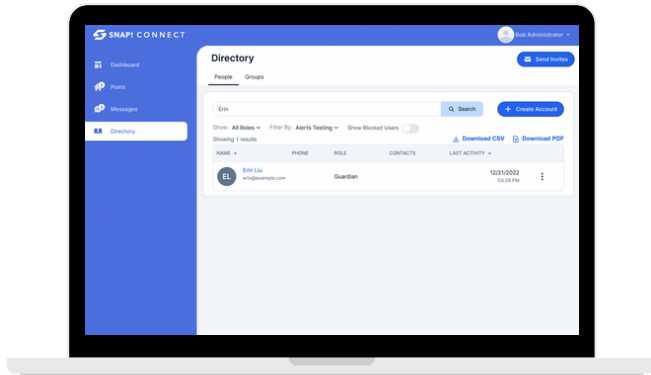 SNAP! CONNECT
Bob Administrator
Dashboard
Posts
Messages
Directory
Directory
Send Invites
People Groups
Erin
Search
Create Account
Show: All Roles Filter By: Alerts Testing Show Blocked Users
Showing 1 results
Download CSV Download PDF
NAME PHONE ROLE CONTACTS LAST ACTIVITY
EL
Erin Liu
erin@example.com
Guardian
12/21/2022
03:29 PM